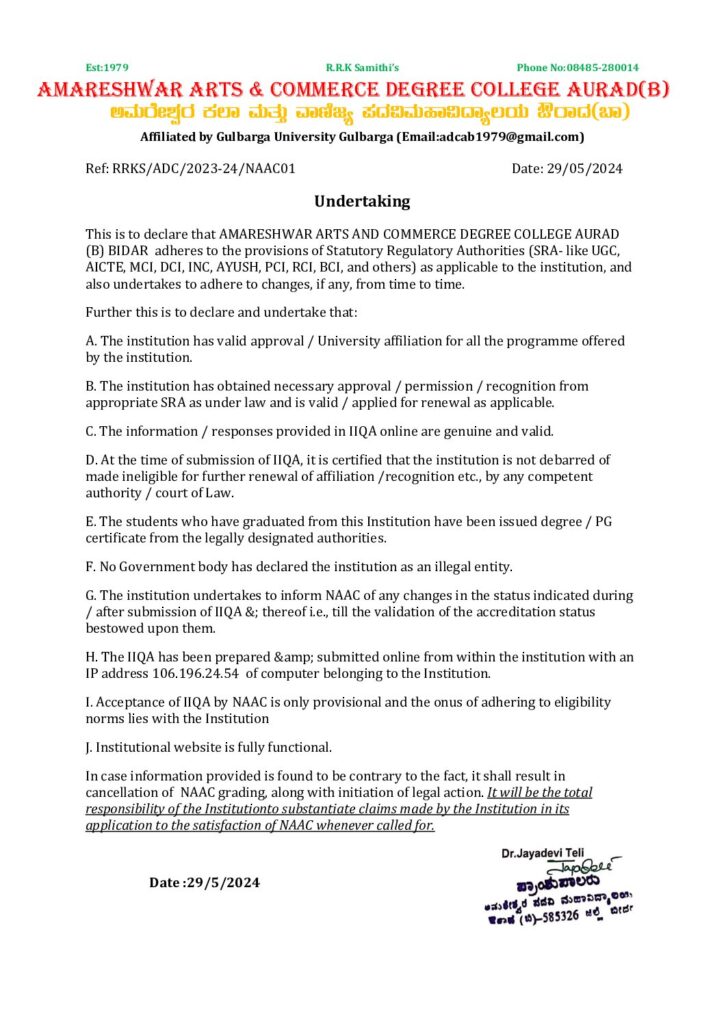 Est:1979 R.R.K Samithi's Phone No:08485-280014
AMARESHWAR ARTS & COMMERCE DEGREE COLLEGE AURAD(B)
ಅಮರೇಶ್ವರ ಕಲಾ ಮತ್ತು ವಾಣಿಜ್ಯ ಪದವಿಮಹಾವಿದ್ಯಾಲಯ ಔರಾದ(ಬಾ)
Affiliated by Gulbarga University Gulbarga (Email:adcab1979@gmail.com)
Ref: RRKS/ADC/2023-24/NAAC01 Date: 29/05/2024
Undertaking
This is to declare that AMARESHWAR ARTS AND COMMERCE DEGREE COLLEGE AURAD
(B) BIDAR adheres to the provisions of Statutory Regulatory Authorities (SRA- like UGC,
AICTE, MCI, DCI, INC, AYUSH, PCI, RCI, BCI, and others) as applicable to the institution, and
also undertakes to adhere to changes, if any, from time to time.
Further this is to declare and undertake that:
A. The institution has valid approval / University affiliation for all the programme offered
by the institution.
B. The institution has obtained necessary approval / permission / recognition from
appropriate SRA as under law and is valid / applied for renewal as applicable.
C. The information / responses provided in IIQA online are genuine and valid.
D. At the time of submission of IIQA, it is certified that the institution is not debarred of
made ineligible for further renewal of affiliation /recognition etc., by any competent
authority / court of Law.
E. The students who have graduated from this Institution have been issued degree / PG
certificate from the legally designated authorities.
F. No Government body has declared the institution as an illegal entity.
G. The institution undertakes to inform NAAC of any changes in the status indicated during
/ after submission of IIQA &; thereof i.e., till the validation of the accreditation status
bestowed upon them.
H. The IIQA has been prepared &amp; submitted online from within the institution with an
IP address 106.196.24.54 of computer belonging to the Institution.
I. Acceptance of IIQA by NAAC is only provisional and the onus of adhering to eligibility
norms lies with the Institution
J. Institutional website is fully functional.
In case information provided is found to be contrary to the fact, it shall result in
cancellation of NAAC grading, along with initiation of legal action. It will be the total
responsibility of the Institutionto substantiate claims made by the Institution in its
application to the satisfaction of NAAC whenever called for.
Dr.Jayadevi Teli
Date :29/5/2024
ಪ್ರಾಂಶುಪಾಲರು
ಅಮರೇಶ್ವರ ಪದವಿ ಮಹಾವಿದ್ಯಾಲಯ,
ಔರಾದ (ಬಿ)-585326 ಜಿಲ್ಲೆ ಬೀದರ